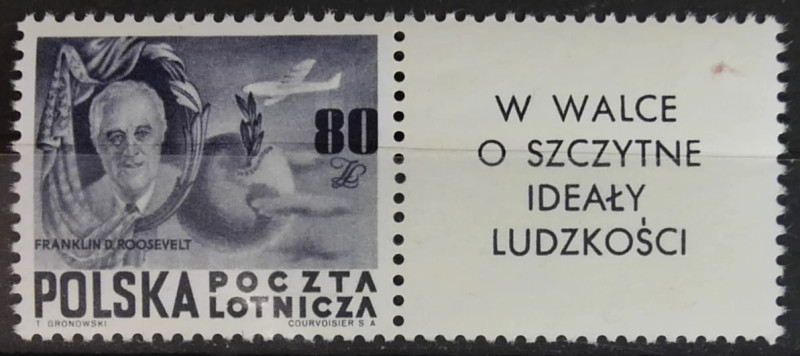 80
ZŁ
FRANKLIN D. ROOSEVELT
POLSKA POCZTA LOTNICZA
T. GRONOWSKI COURVOISIER S A
W WALCE
O SZCZYTNE
IDEAŁY
LUDZKOŚCI